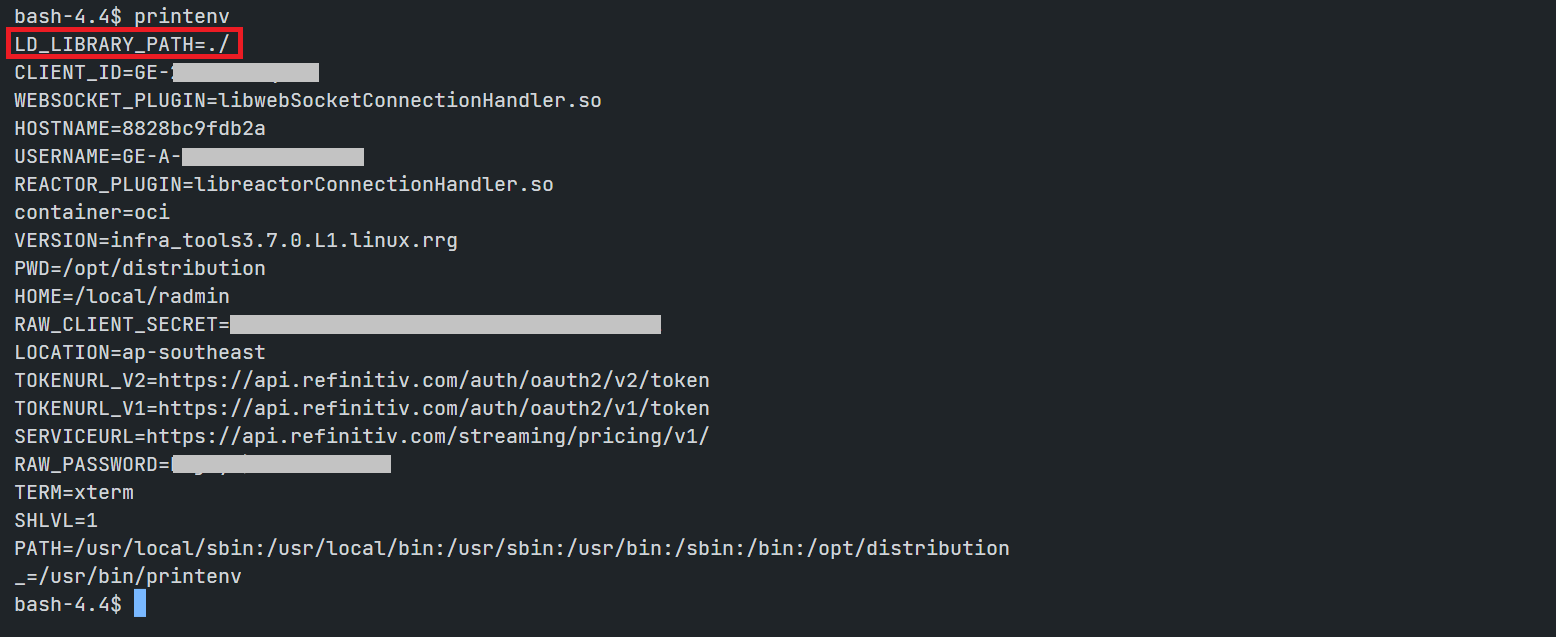 bash-4.4$ printenv
LD_LIBRARY_PATH=./
CLIENT_ID=GE-
WEBSOCKET_PLUGIN=libwebSocketConnectionHandler.so
HOSTNAME=8828bc9fdb2a
USERNAME=GE-A-
REACTOR_PLUGIN=libreactorConnectionHandler.so
container=oci
VERSION=infra_tools3.7.0.L1.linux.rrg
PWD=/opt/distribution
HOME=/local/radmin
RAW_CLIENT_SECRET=
LOCATION=ap-southeast
TOKENURL_V2=https://api.refinitiv.com/auth/oauth2/v2/token
TOKENURL_V1=https://api.refinitiv.com/auth/oauth2/v1/token
SERVICEURL=https://api.refinitiv.com/streaming/pricing/v1/
RAW_PASSWORD=
TERM=xterm
SHLVL=1
PATH=/usr/local/sbin:/usr/local/bin:/usr/sbin:/usr/bin:/sbin:/bin:/opt/distribution
_=/usr/bin/printenv
bash-4.4$